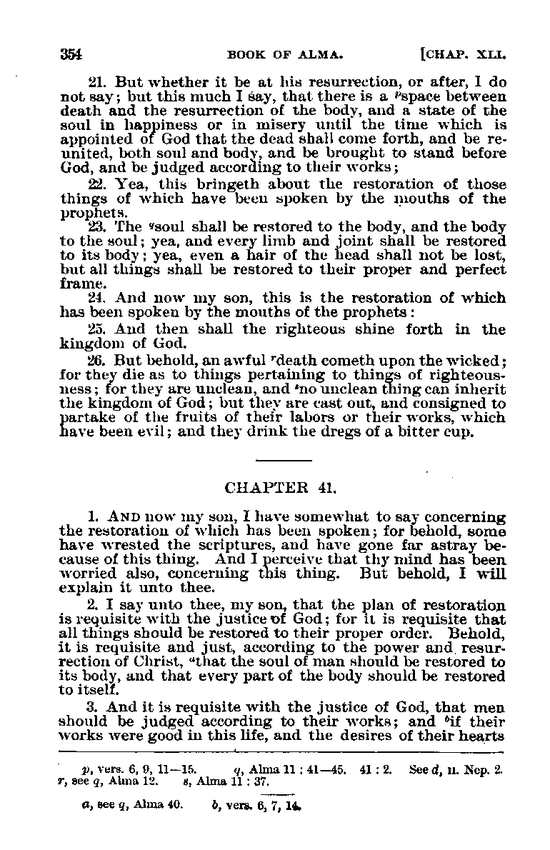 354 BOOK OF ALMA. [CHAP. XLI.
21. But whether it be at his resurrection, or after, I do
not say; but this much I say, that there is a ᵖspace between
death and the resurrection of the body, and a state of the
soul in happiness or in misery until the time which is
appointed of God that the dead shall come forth, and be re-
united, both soul and body, and be brought to stand before
God, and be judged according to their works;
22. Yea, this bringeth about the restoration of those
things of which have been spoken by the mouths of the
prophets.
23. The qsoul shall be restored to the body, and the body
to the soul; yea, and every limb and joint shall be restored
to its body; yea, even a hair of the head shall not be lost,
but all things shall be restored to their proper and perfect
frame.
24. And now my son, this is the restoration of which
has been spoken by the mouths of the prophets:
25. And then shall the righteous shine forth in the
kingdom of God.
26. But behold, an awful ʳdeath cometh upon the wicked;
for they die as to things pertaining to things of righteous-
ness; for they are unclean, and ˢno unclean thing can inherit
the kingdom of God; but they are cast out, and consigned to
partake of the fruits of their labors or their works, which
have been evil; and they drink the dregs of a bitter cup.
CHAPTER 41.
1. AND now my son, I have somewhat to say concerning
the restoration of which has been spoken; for behold, some
have wrested the scriptures, and have gone far astray be-
cause of this thing. And I perceive that thy mind has been
worried also, concerning this thing. But behold, I will
explain it unto thee.
2. I say unto thee, my son, that the plan of restoration
is requisite with the justice of God; for it is requisite that
all things should be restored to their proper order. Behold,
it is requisite and just, according to the power and resur-
rection of Christ, ᵃthat the soul of man should be restored to
its body, and that every part of the body should be restored
to itself.
3. And it is requisite with the justice of God, that men
should be judged according to their works; and ᵇif their
works were good in this life, and the desires of their hearts
p, vers. 6, 9, 11—15. q, Alma 11 : 41—45. 41 : 2. See d, II. Nep. 2.
r, see q, Alma 12. s, Alma 11 : 37.
a, see q, Alma 40. b, vers. 6, 7, 14.